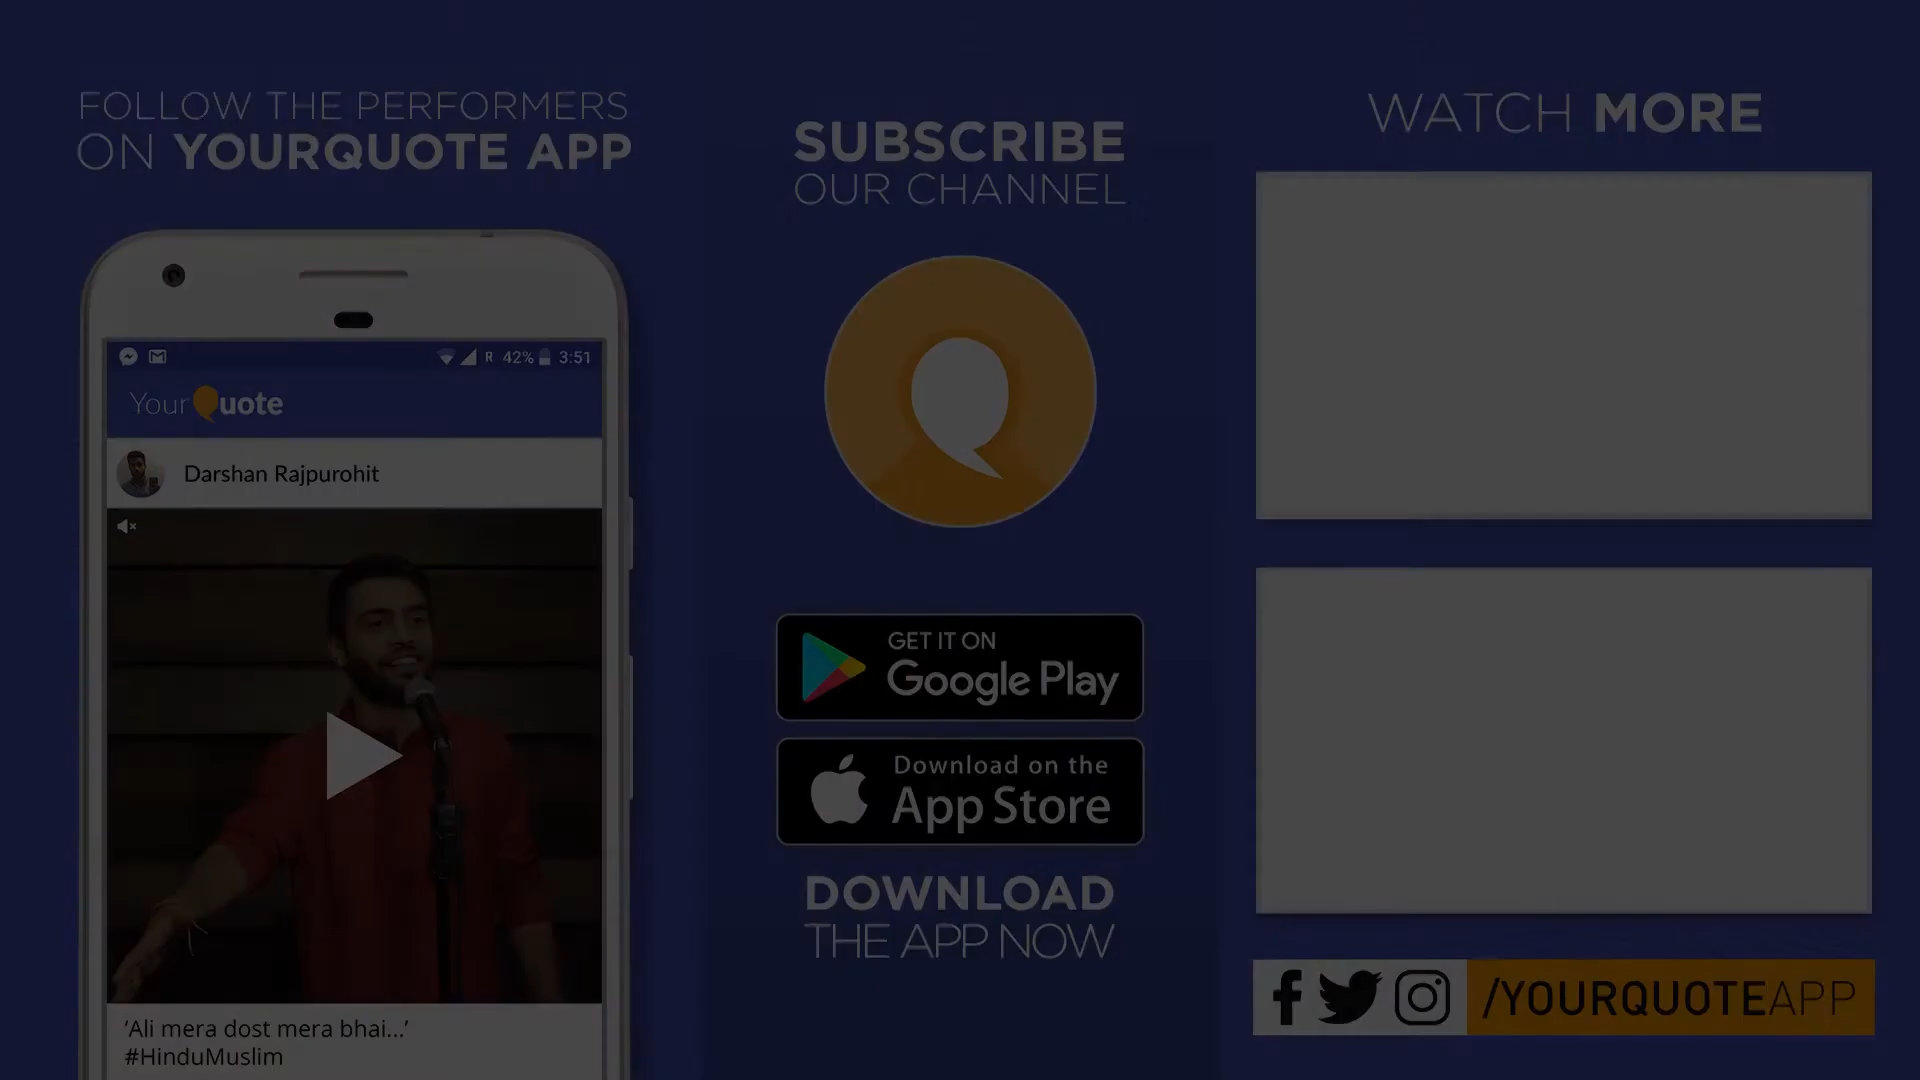 FOLLOW THE PERFORMERS
ON YOURQUOTE APP
R 42% 3:51
YourQuote
Darshan Rajpurohit
‘Ali mera dost mera bhai...’
#HinduMuslim
SUBSCRIBE
OUR CHANNEL
GET IT ON
Google Play
Download on the
App Store
DOWNLOAD
THE APP NOW
WATCH MORE
/YOURQUOTEAPP